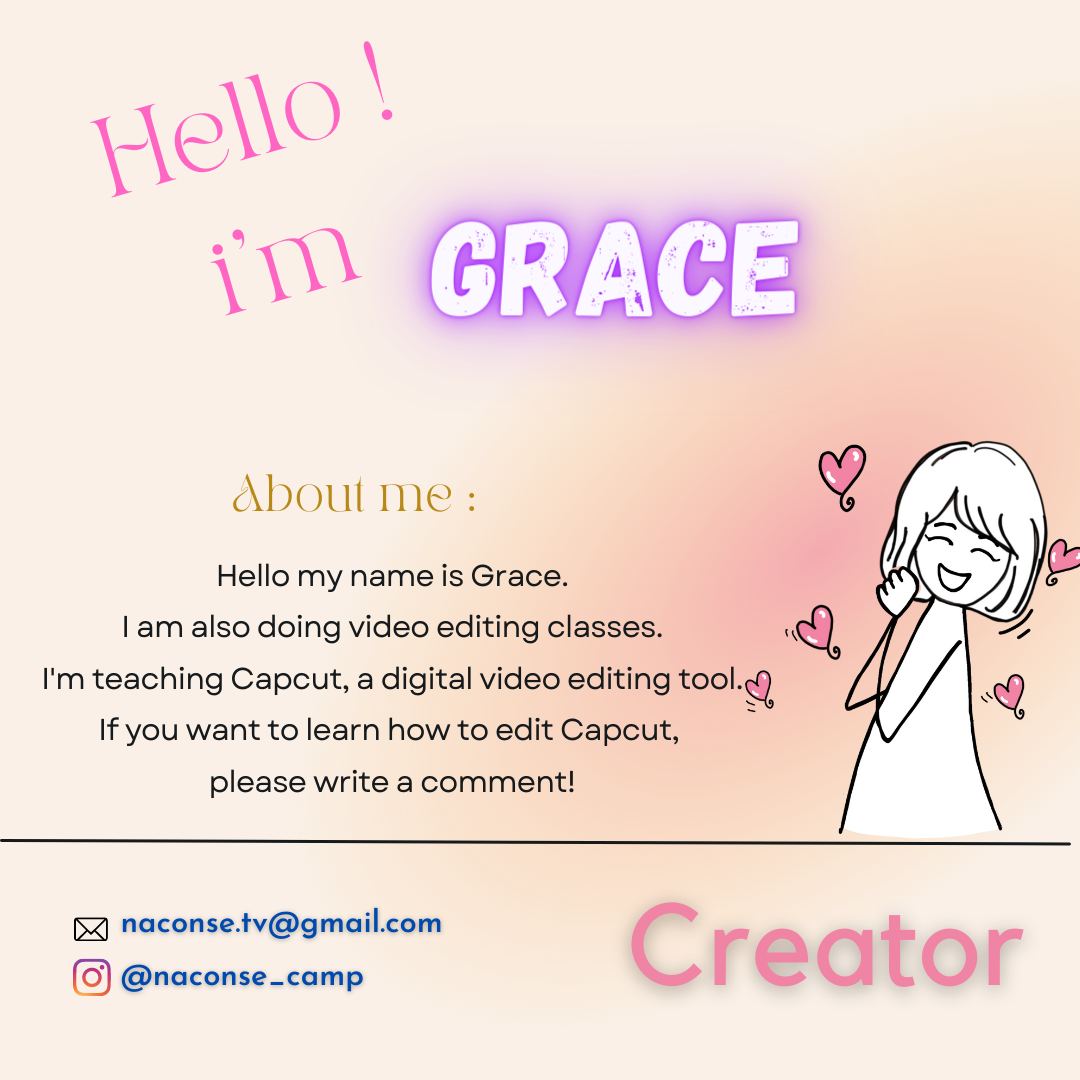 Hello !
i'm
GRACE
About me :
Hello my name is Grace.
I am also doing video editing classes.
I'm teaching Capcut, a digital video editing tool.
If you want to learn how to edit Capcut,
please write a comment!
naconse.tv@gmail.com
@naconse_camp
Creator